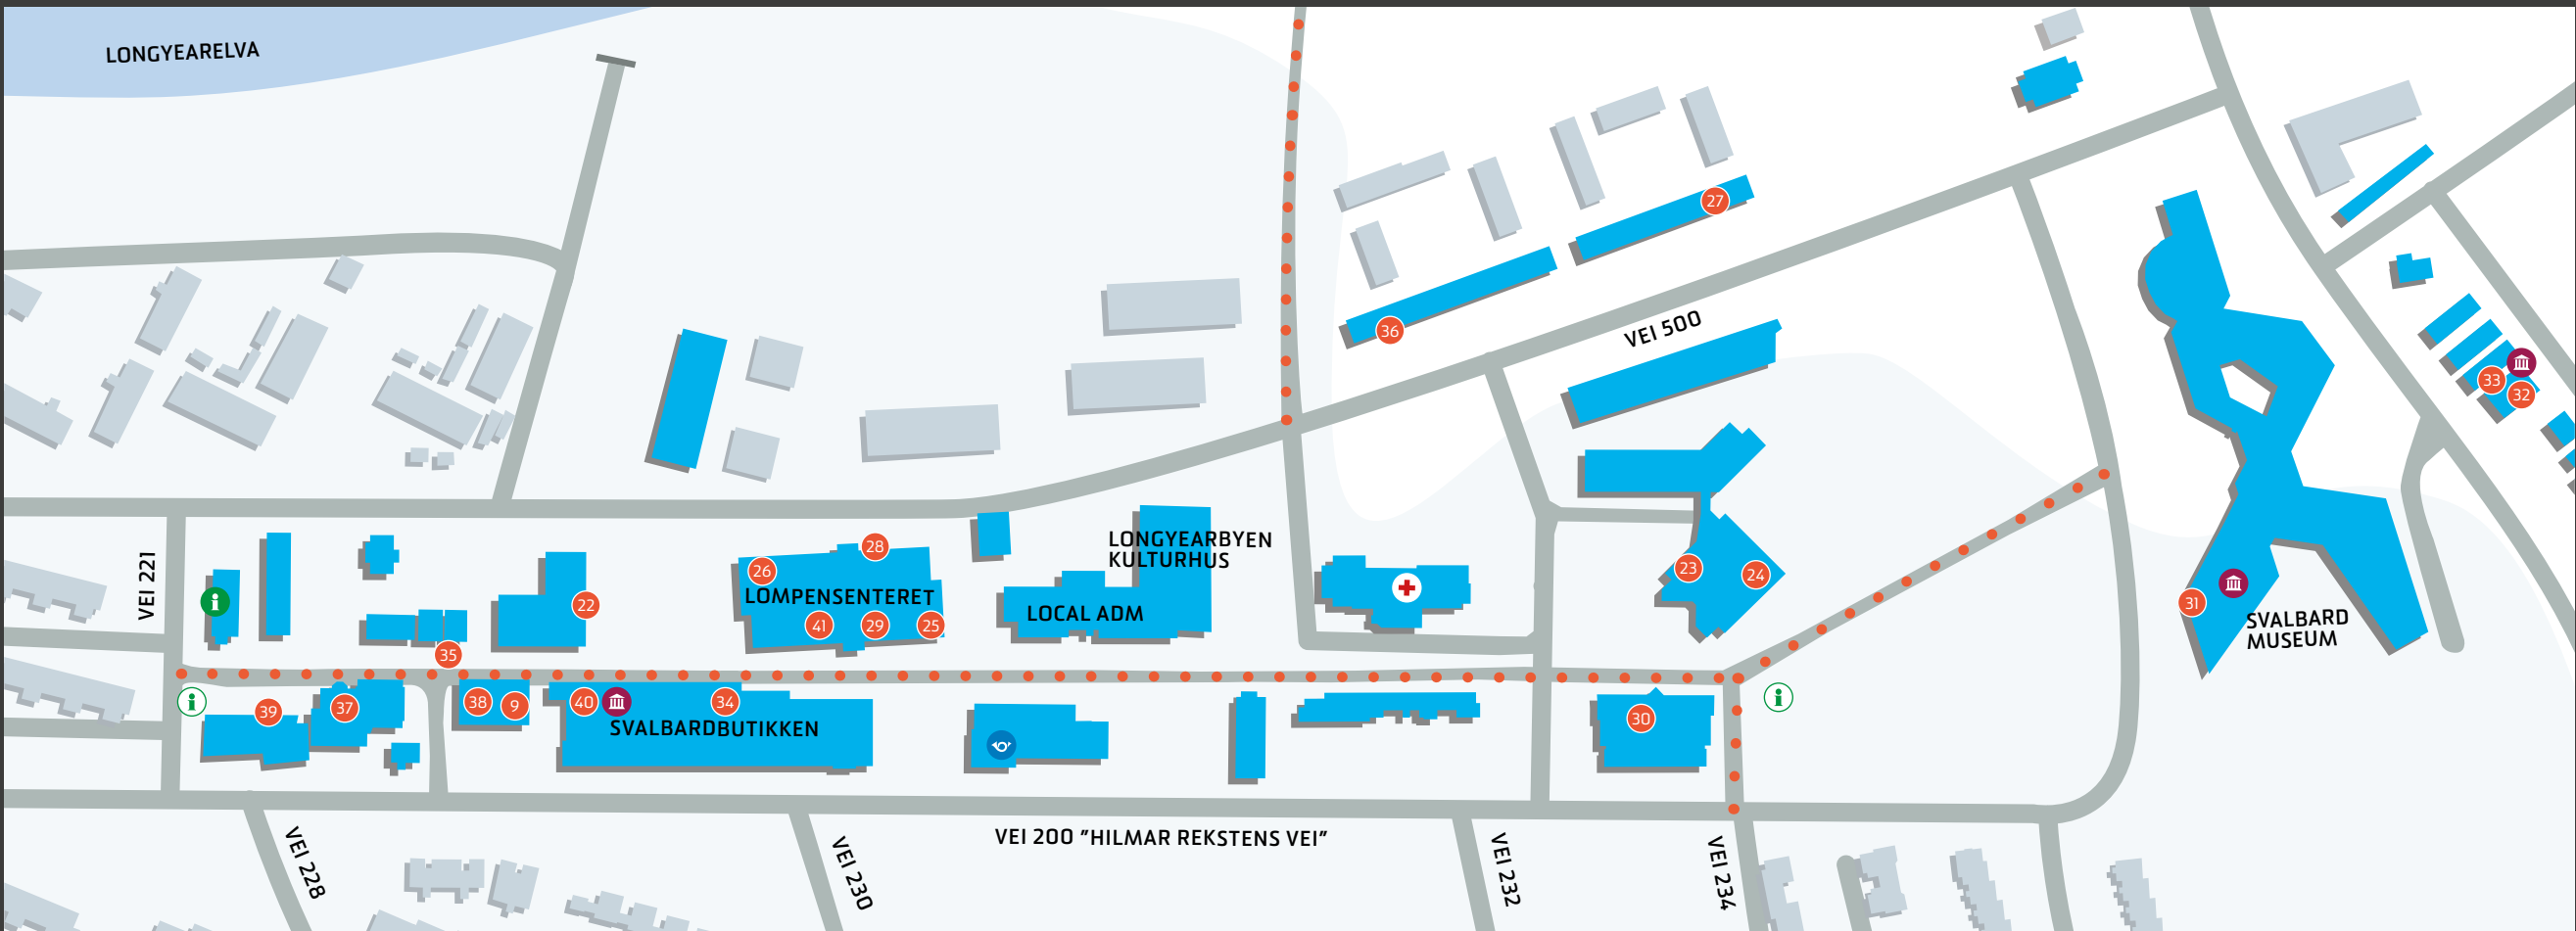 LONGYEARELVA
27
36
VEI 500
33
32
LONGYEARBYEN
KULTURHUS
VEI 221
i
28
26
LOMPENSENTERET
22
41
29
25
LOCAL ADM
23
24
31
SVALBARD
MUSEUM
35
i
39
37
38
9
40
34
SVALBARDBUTIKKEN
30
i
VEI 200 "HILMAR REKSTENS VEI"
VEI 228
VEI 230
VEI 232
VEI 234